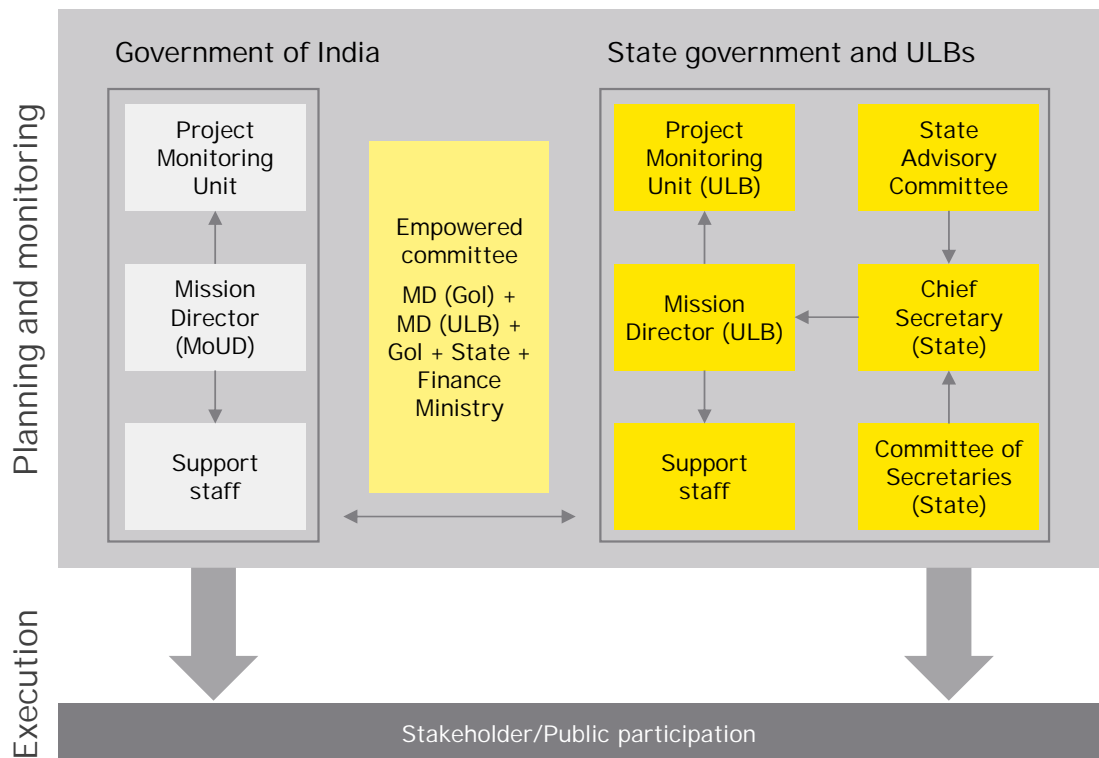 Planning and monitoring
Government of India
Project
Monitoring
Unit
Mission
Director
(MoUD)
Support
staff
Empowered
committee
MD (GoI) +
MD (ULB) +
GoI + State +
Finance
Ministry
State government and ULBs
Project
Monitoring
Unit (ULB)
State
Advisory
Committee
Mission
Director (ULB)
Chief
Secretary
(State)
Support
staff
Committee of
Secretaries
(State)
Execution
Stakeholder/Public participation